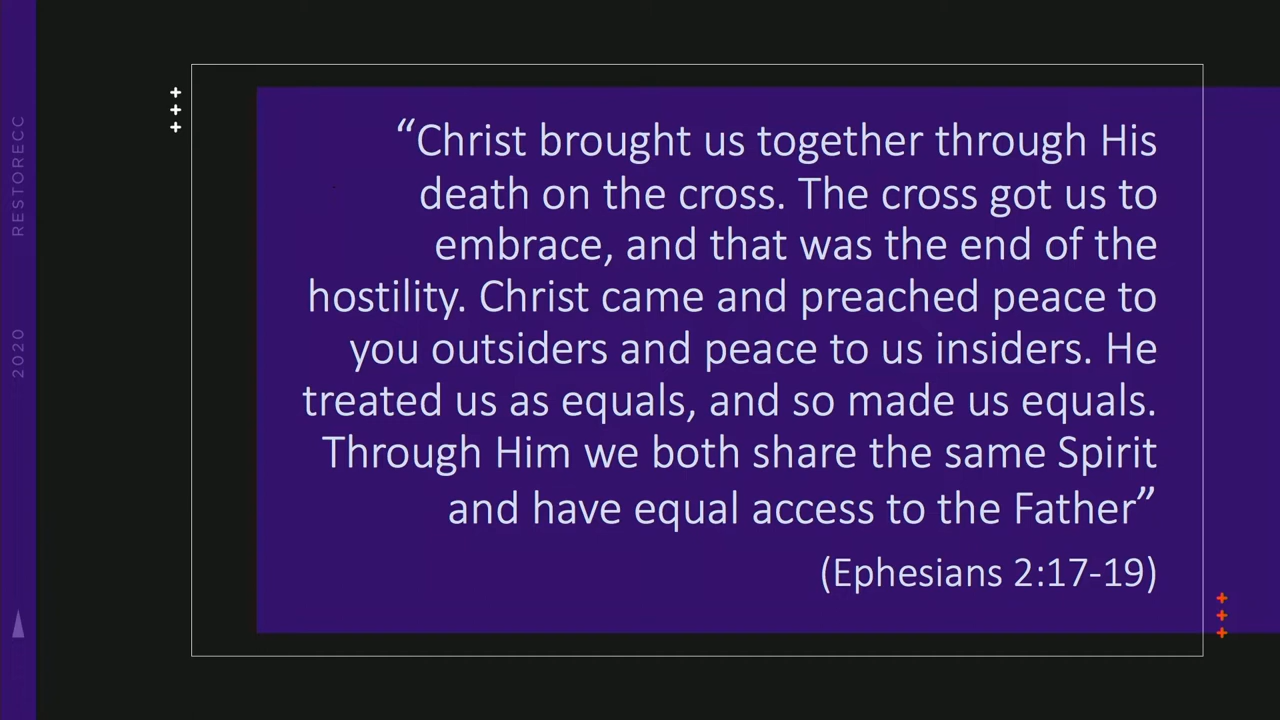 RESTORECC
2020
“Christ brought us together through His
death on the cross. The cross got us to
embrace, and that was the end of the
hostility. Christ came and preached peace to
you outsiders and peace to us insiders. He
treated us as equals, and so made us equals.
Through Him we both share the same Spirit
and have equal access to the Father”
(Ephesians 2:17-19)